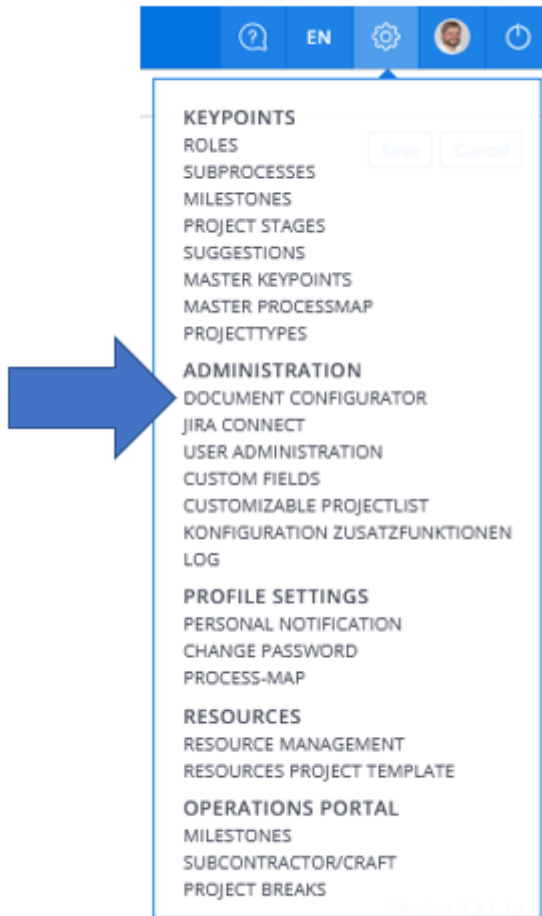 EN
KEYPOINTS
ROLES
Save Cancel
SUBPROCESSES
MILESTONES
PROJECT STAGES
SUGGESTIONS
MASTER KEYPOINTS
MASTER PROCESSMAP
PROJECTTYPES
ADMINISTRATION
DOCUMENT CONFIGURATOR
JIRA CONNECT
USER ADMINISTRATION
CUSTOM FIELDS
CUSTOMIZABLE PROJECTLIST
KONFIGURATION ZUSATZFUNKTIONEN
LOG
PROFILE SETTINGS
PERSONAL NOTIFICATION
CHANGE PASSWORD
PROCESS-MAP
RESOURCES
RESOURCE MANAGEMENT
RESOURCES PROJECT TEMPLATE
OPERATIONS PORTAL
MILESTONES
SUBCONTRACTOR/CRAFT
PROJECT BREAKS